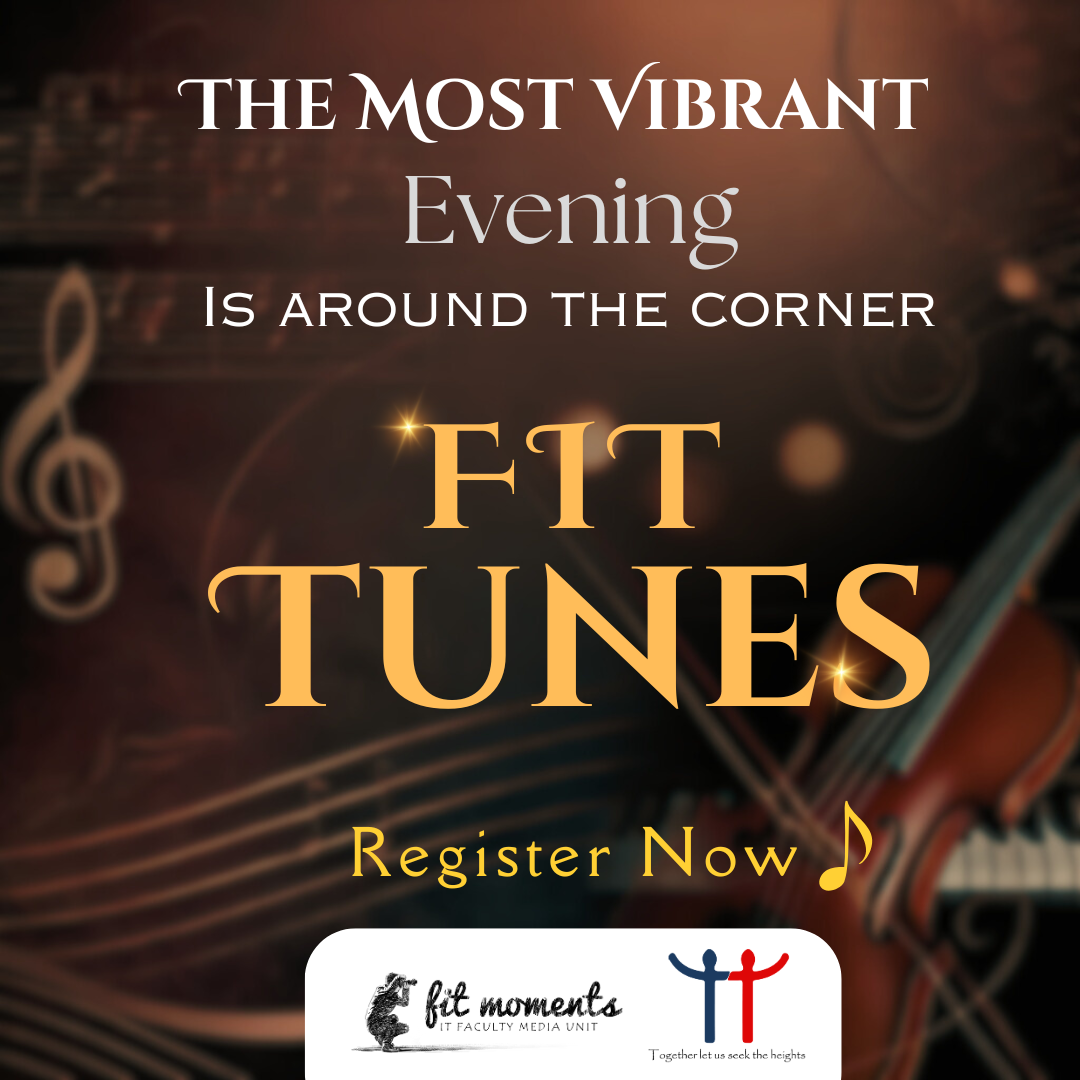 The Most Vibrant
Evening
Is around the corner
FIT
Tunes
Register Now
fit moments
IT FACULTY MEDIA UNIT
Together let us seek the heights